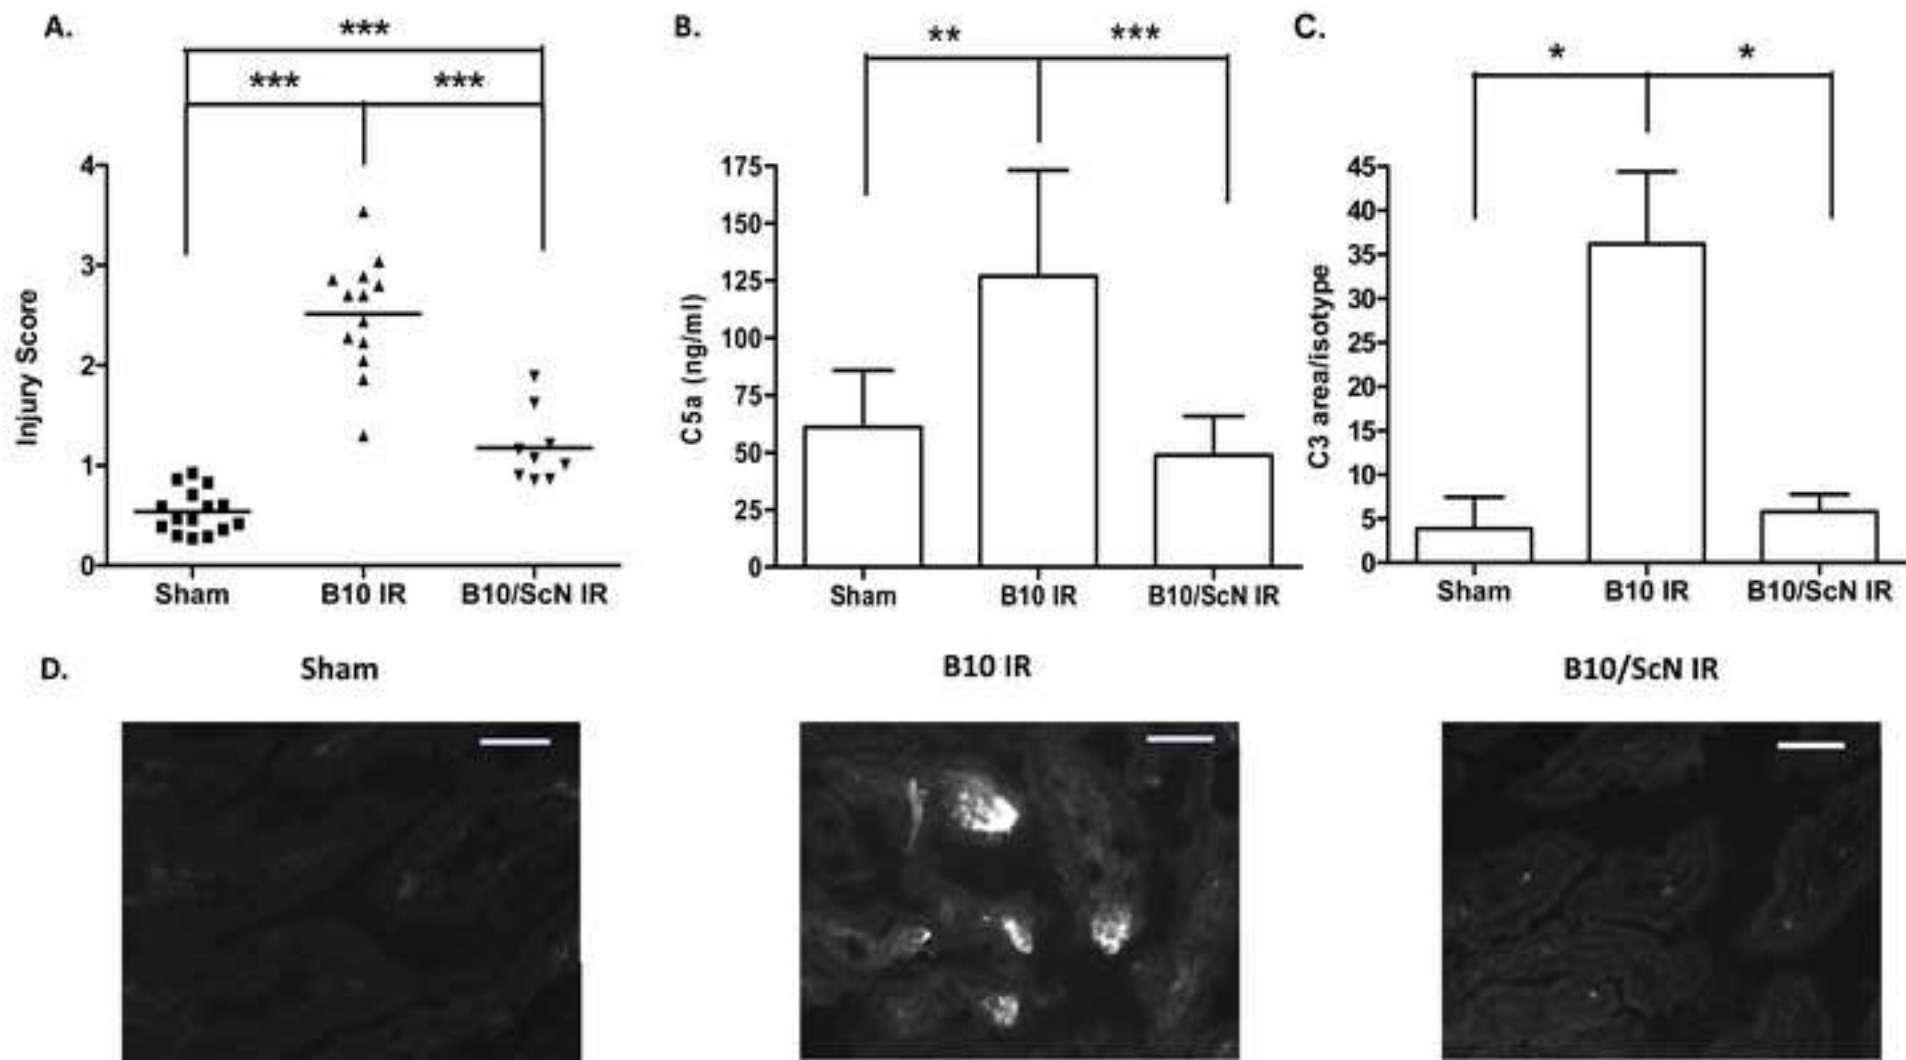 A.
***
***
***
Injury Score
4
3
2
1
0
Sham
B10 IR
B10/ScN IR
B.
**
***
C5a (ng/ml)
175
150
125
100
75
50
25
0
Sham
B10 IR
B10/ScN IR
C.
*
*
C3 area/isotype
45
40
35
30
25
20
15
10
5
0
Sham
B10 IR
B10/ScN IR
D.
Sham
B10 IR
B10/ScN IR